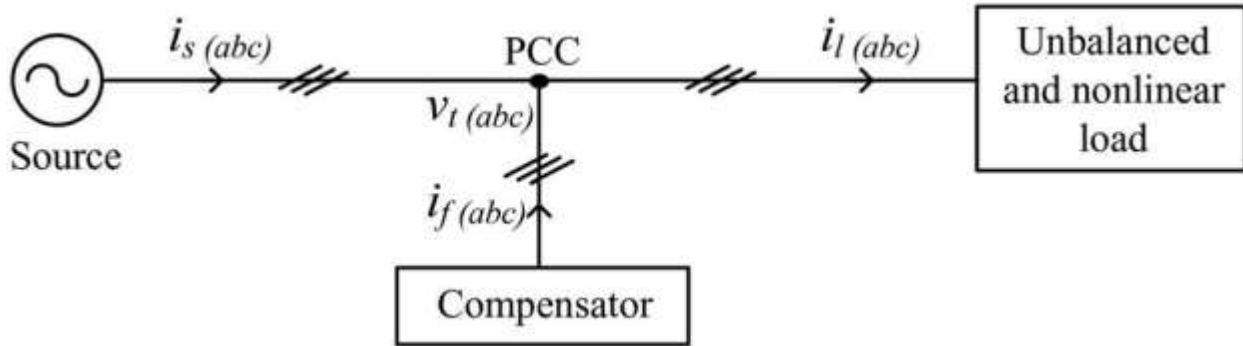 i_s (abc)
PCC
i_l (abc)
Unbalanced
and nonlinear
load
v_t (abc)
Source
i_f (abc)
Compensator